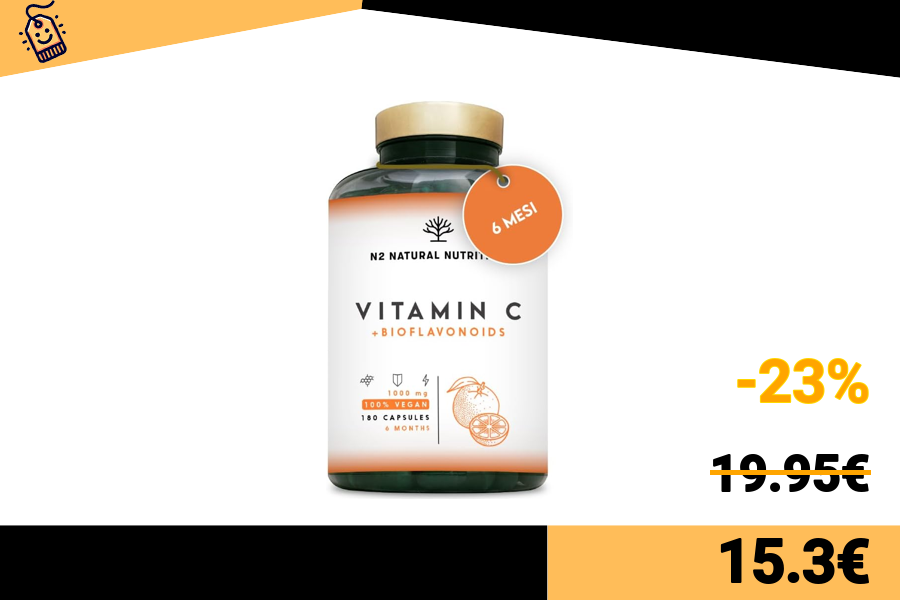 6 MESI
N2 NATURAL
VITAMIN C
+BIOFLAVONOIDS
1000 mg
100% VEGAN
180 CAPSULES
6 MONTHS
-23%
19.95€
15.3€